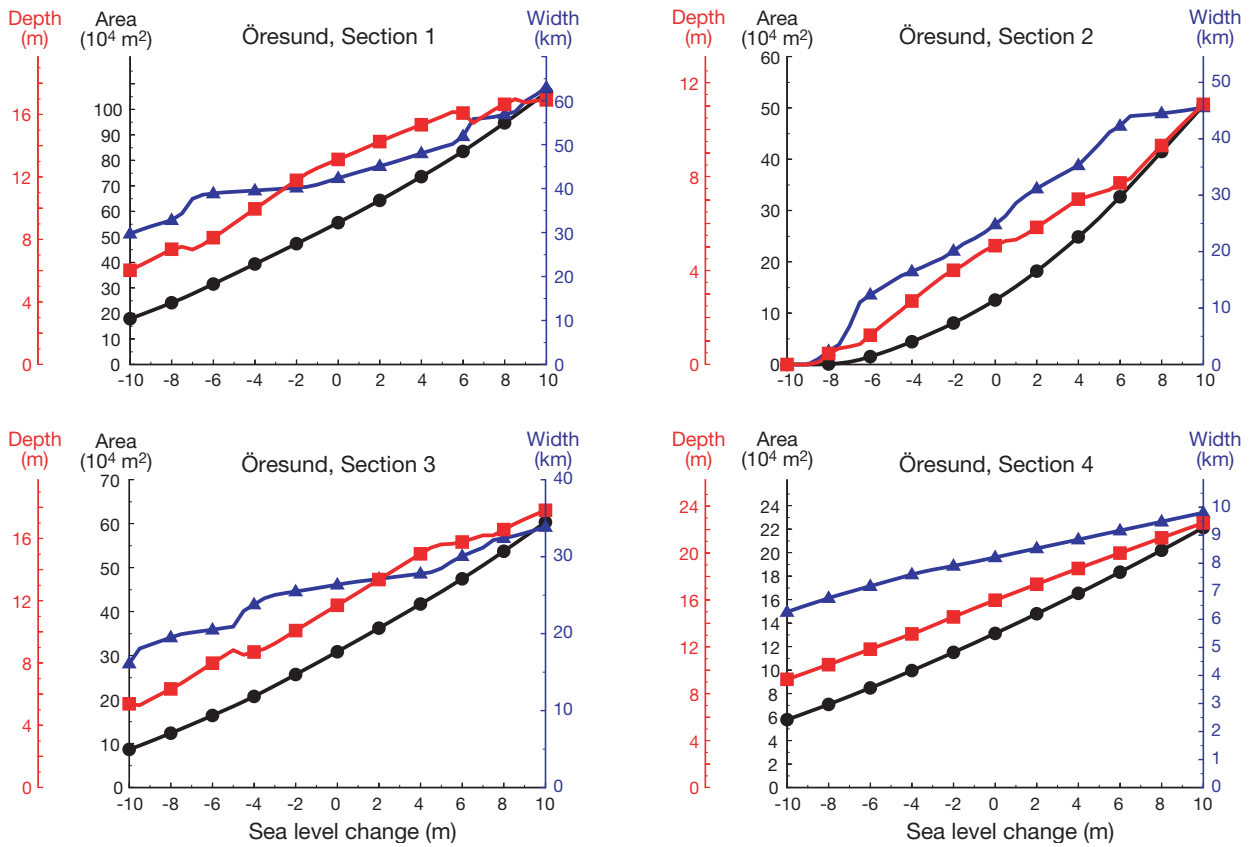 Depth
(m)
Area
(10⁴ m²)
Öresund, Section 1
Width
(km)
16
12
8
4
0
100
90
80
70
60
50
40
30
20
10
0
60
50
40
30
20
10
0
-10 -8 -6 -4 -2 0 2 4 6 8 10
Depth
(m)
Area
(10⁴ m²)
Öresund, Section 2
Width
(km)
12
8
4
0
60
50
40
30
20
10
0
50
40
30
20
10
0
-10 -8 -6 -4 -2 0 2 4 6 8 10
Depth
(m)
Area
(10⁴ m²)
Öresund, Section 3
Width
(km)
16
12
8
4
0
70
60
50
40
30
20
10
0
40
30
20
10
0
-10 -8 -6 -4 -2 0 2 4 6 8 10
Sea level change (m)
Depth
(m)
Area
(10⁴ m²)
Öresund, Section 4
Width
(km)
24
20
16
12
8
4
0
24
22
20
18
16
14
12
10
8
6
4
2
0
10
9
8
7
6
5
4
3
2
1
0
-10 -8 -6 -4 -2 0 2 4 6 8 10
Sea level change (m)